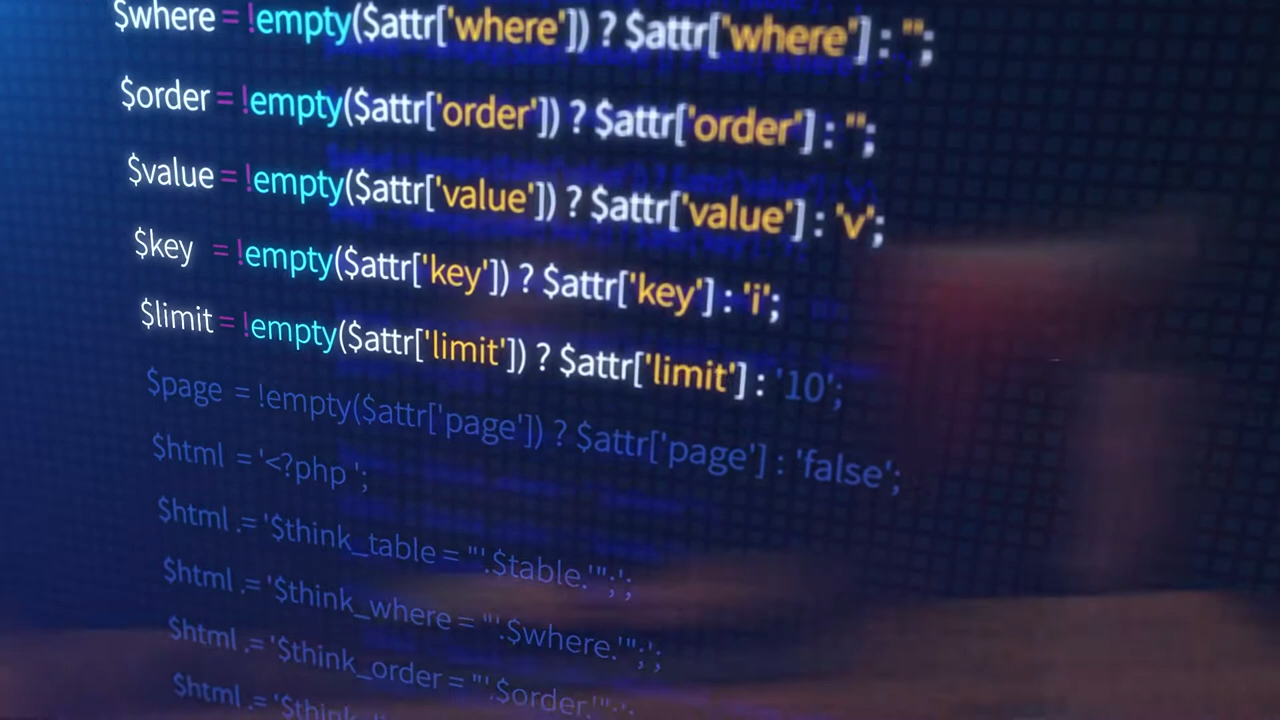 $where = !empty($attr['where']) ? $attr['where'] : '';
$order = !empty($attr['order']) ? $attr['order'] : '';
$value = !empty($attr['value']) ? $attr['value'] : 'v';
$key = !empty($attr['key']) ? $attr['key'] : 'i';
$limit = !empty($attr['limit']) ? $attr['limit'] : '10';
$page = !empty($attr['page']) ? $attr['page'] : 'false';
$html = '<?php ';
$html .= '$think_table = "'.$table.'";';
$html .= '$think_where = "'.$where.'";';
$html .= '$think_order = "'.$order.'";';
$html .=